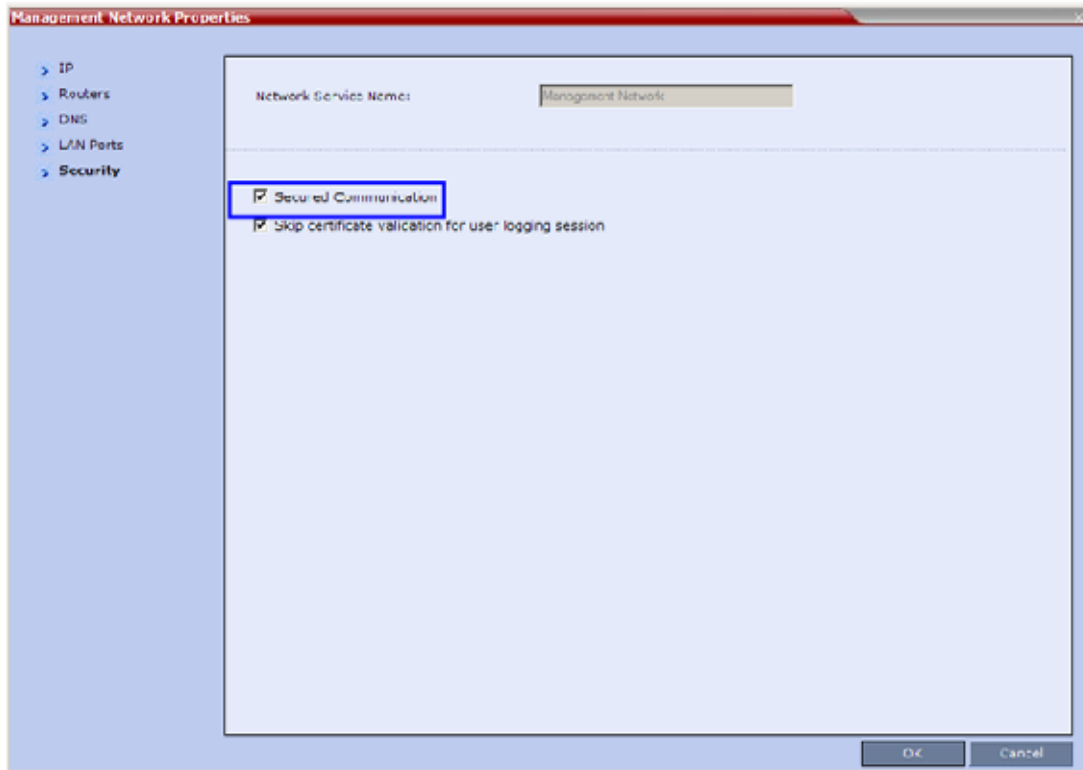 Management Network Properties
IP
Routers
DNS
LAN Ports
Security
Network Service Name:
Management Network
Secured Communication
Skip certificate validation for user logging session
OK
Cancel